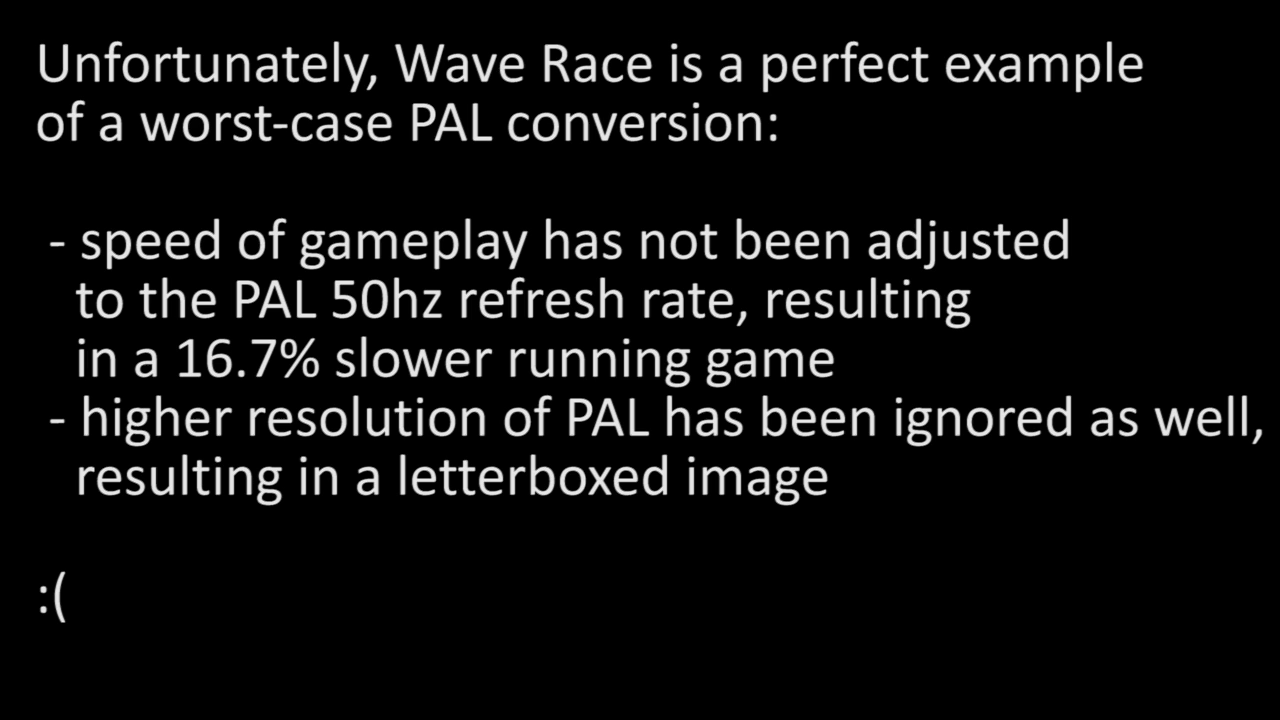 Unfortunately, Wave Race is a perfect example
of a worst-case PAL conversion:
- speed of gameplay has not been adjusted
to the PAL 50hz refresh rate, resulting
in a 16.7% slower running game
- higher resolution of PAL has been ignored as well,
resulting in a letterboxed image
:(